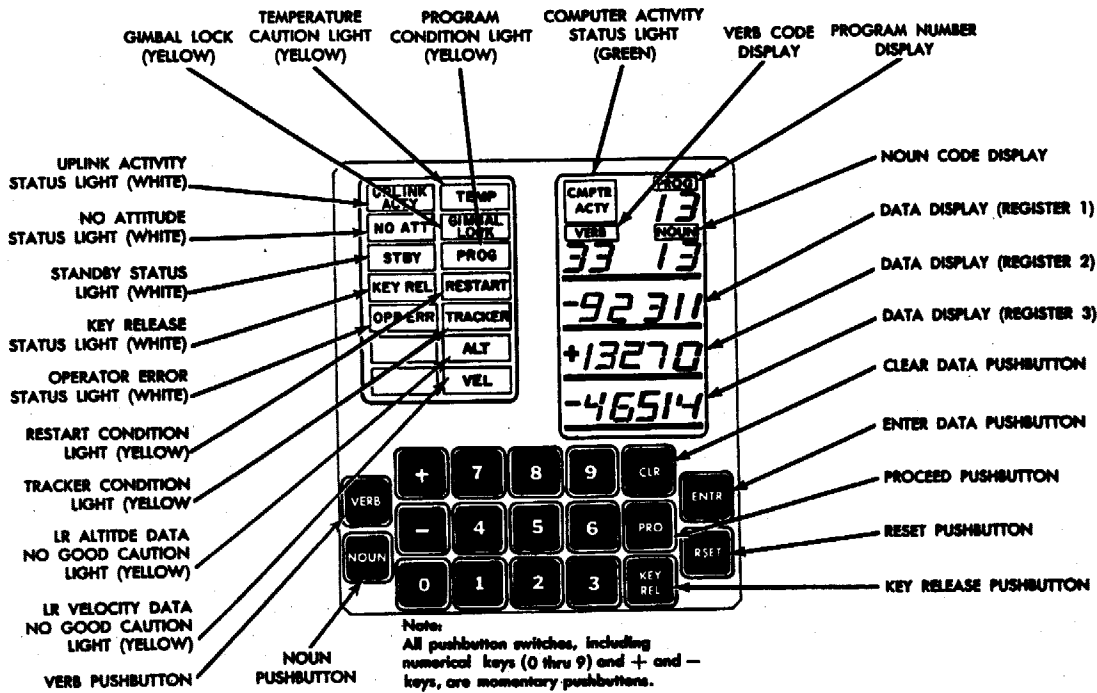 TEMPERATURE
CAUTION LIGHT
(YELLOW)
PROGRAM
CONDITION LIGHT
(YELLOW)
COMPUTER ACTIVITY
STATUS LIGHT
(GREEN)
GIMBAL LOCK
(YELLOW)
VERB CODE
DISPLAY
PROGRAM NUMBER
DISPLAY
UPLINK ACTIVITY
STATUS LIGHT (WHITE)
NO ATTITUDE
STATUS LIGHT (WHITE)
STANDBY STATUS
LIGHT (WHITE)
KEY RELEASE
STATUS LIGHT (WHITE)
OPERATOR ERROR
STATUS LIGHT (WHITE)
RESTART CONDITION
LIGHT (YELLOW)
TRACKER CONDITION
LIGHT (YELLOW
LR ALTITDE DATA
NO GOOD CAUTION
LIGHT (YELLOW)
LR VELOCITY DATA
NO GOOD CAUTION
LIGHT (YELLOW)
VERB PUSHBUTTON
NOUN
PUSHBUTTON
UPLINK
ACTY
TEMP
NO ATT
GIMBAL
LOCK
STBY
PROG
KEY REL
RESTART
OPR ERR
TRACKER
ALT
VEL
CMPTR
ACTY
PROG
13
VERB
NOUN
33
13
-92311
+13270
-46514
NOUN CODE DISPLAY
DATA DISPLAY (REGISTER 1)
DATA DISPLAY (REGISTER 2)
DATA DISPLAY (REGISTER 3)
CLEAR DATA PUSHBUTTON
ENTER DATA PUSHBUTTON
PROCEED PUSHBUTTON
RESET PUSHBUTTON
KEY RELEASE PUSHBUTTON
VERB
NOUN
+ 7 8 9 CLR
- 4 5 6 PRO
0 1 2 3 KEY
REL
ENTR
RSET
Note:
All pushbutton switches, including
numerical keys (0 thru 9) and + and —
keys, are momentary pushbuttons.